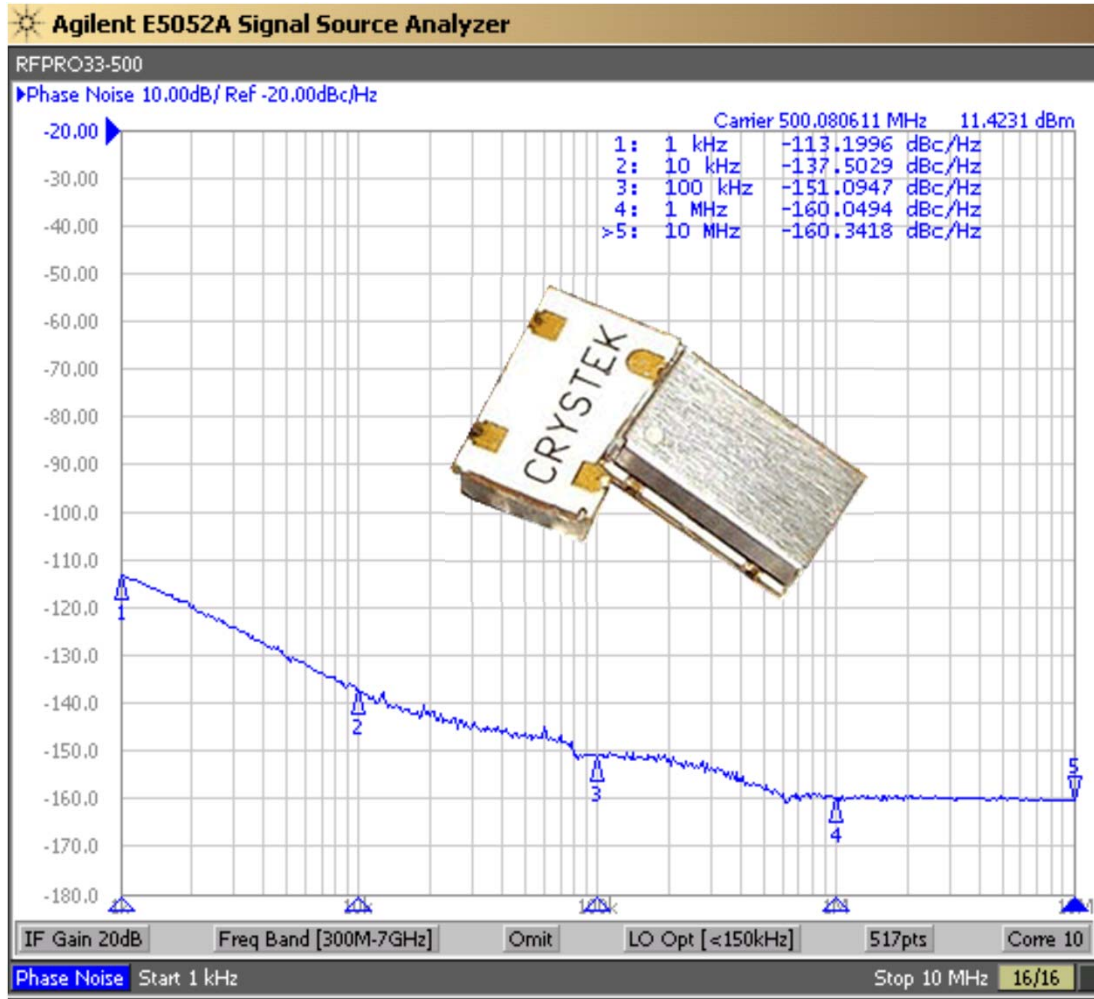 Agilent E5052A Signal Source Analyzer
RFPRO33-500
Phase Noise 10.00dB/ Ref -20.00dBc/Hz
Carrier 500.080611 MHz 11.4231 dBm
1: 1 kHz -113.1996 dBc/Hz
2: 10 kHz -137.5029 dBc/Hz
3: 100 kHz -151.0947 dBc/Hz
4: 1 MHz -160.0494 dBc/Hz
>5: 10 MHz -160.3418 dBc/Hz
-20.00
-30.00
-40.00
-50.00
-60.00
-70.00
-80.00
-90.00
-100.0
-110.0
-120.0
-130.0
-140.0
-150.0
-160.0
-170.0
-180.0
CRYSTEK
1
2
3
4
5
IF Gain 20dB Freq Band [300M-7GHz] Omit LO Opt [<150kHz] 517pts Corre 10
Phase Noise Start 1 kHz Stop 10 MHz 16/16